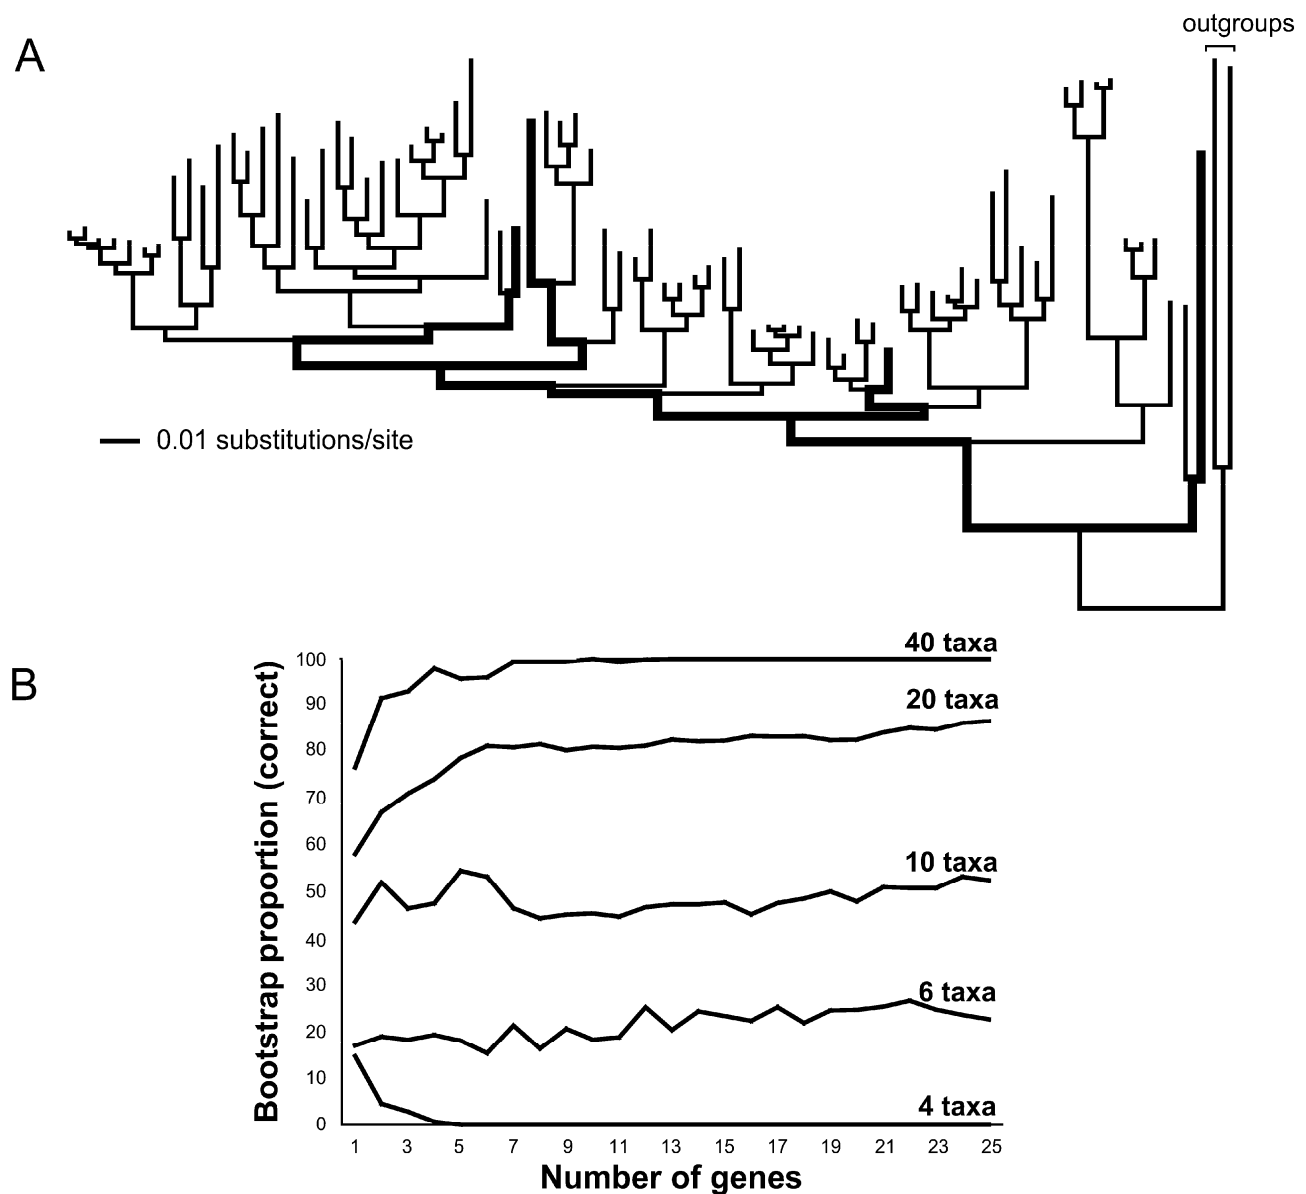 outgroups
A
0.01 substitutions/site
B
Bootstrap proportion (correct)
100
90
80
70
60
50
40
30
20
10
0
40 taxa
20 taxa
10 taxa
6 taxa
4 taxa
1 3 5 7 9 11 13 15 17 19 21 23 25
Number of genes